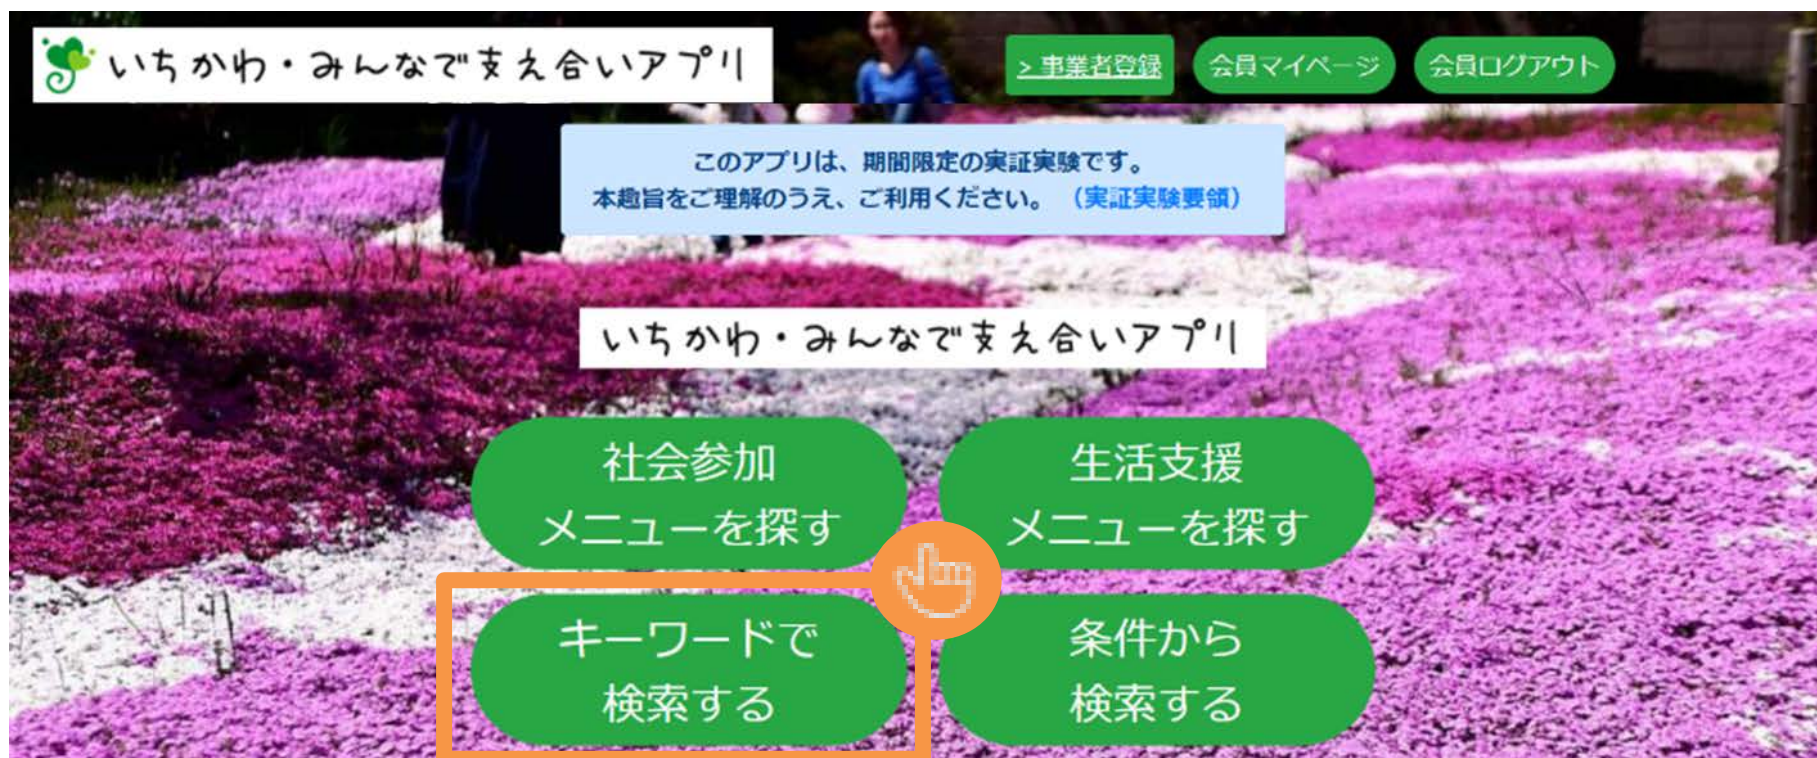 いちかわ・みんなで支え合いアプリ
> 事業者登録
会員マイページ
会員ログアウト
このアプリは、期間限定の実証実験です。
本趣旨をご理解のうえ、ご利用ください。 (実証実験要領)
いちかわ・みんなで支え合いアプリ
社会参加
メニューを探す
生活支援
メニューを探す
キーワードで
検索する
条件から
検索する